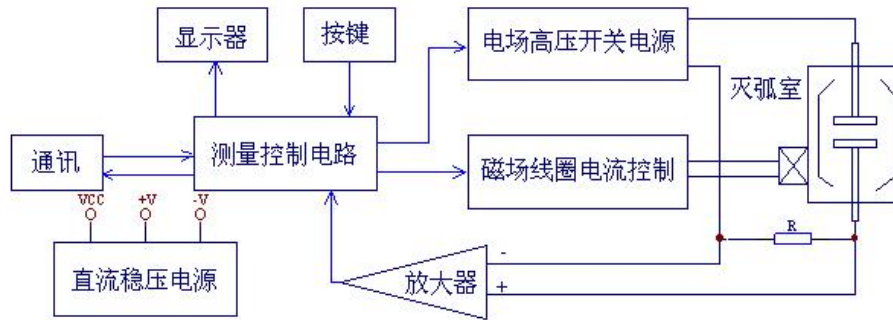 显示器
按键
电场高压开关电源
灭弧室
通讯
测量控制电路
磁场线圈电流控制
VCC
+V
-V
R
直流稳压电源
放大器
-
+